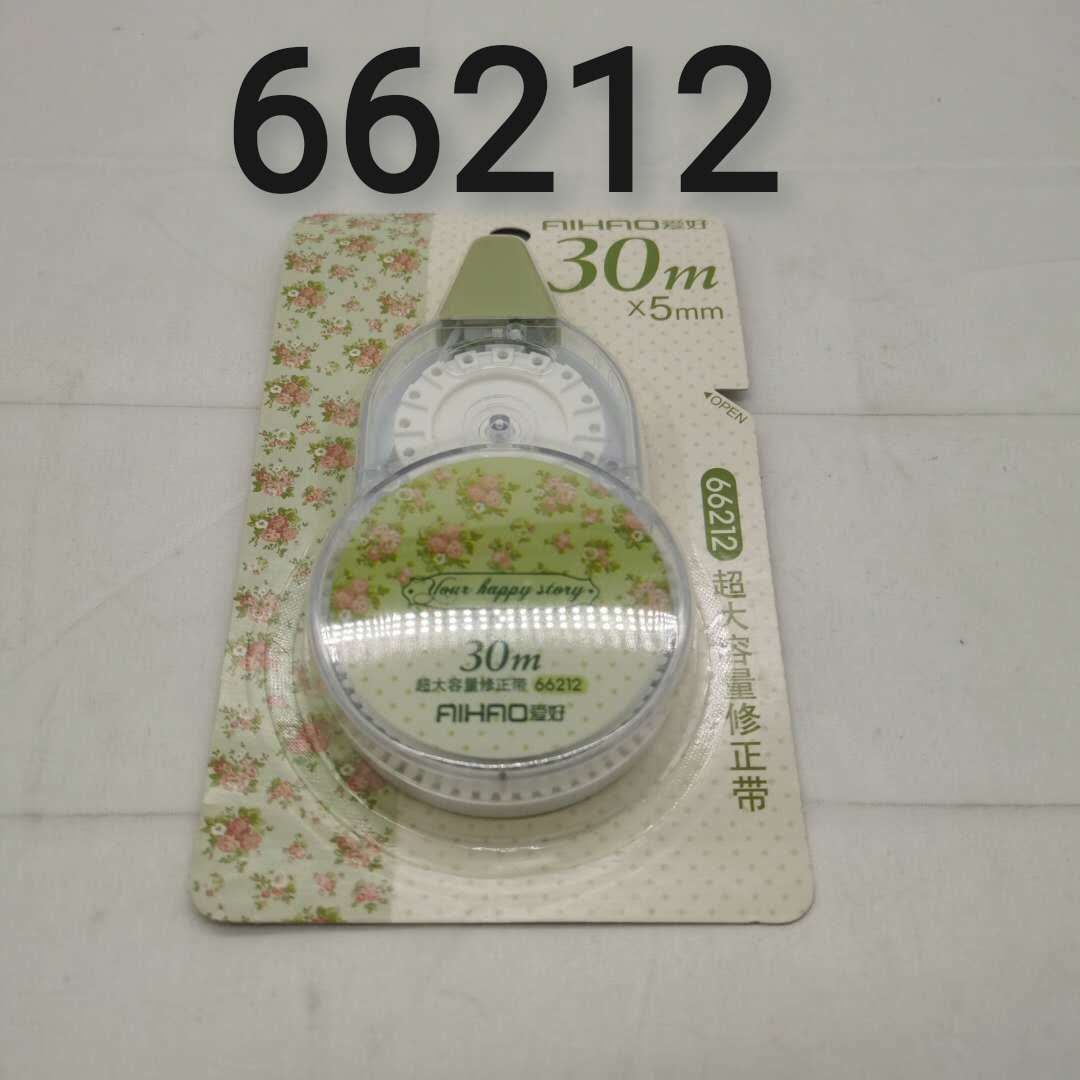 66212
AIHAO爱好
30m
×5mm
OPEN
66212 超大容量修正带
Your happy story
30m
超大容量修正带 66212
AIHAO爱好